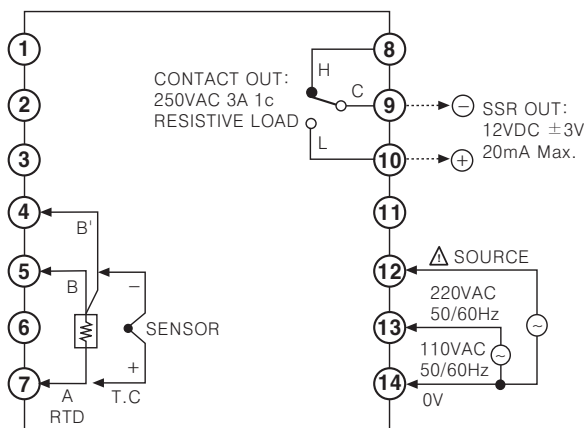 1
2
3
4
5
6
7
8
9
10
11
12
13
14
CONTACT OUT:
250VAC 3A 1c
RESISTIVE LOAD
H
C
L
SSR OUT:
12VDC ±3V
20mA Max.
−
+
B'
B
A
RTD
−
SENSOR
+
T.C
⚠ SOURCE
220VAC
50/60Hz
110VAC
50/60Hz
0V
~
~